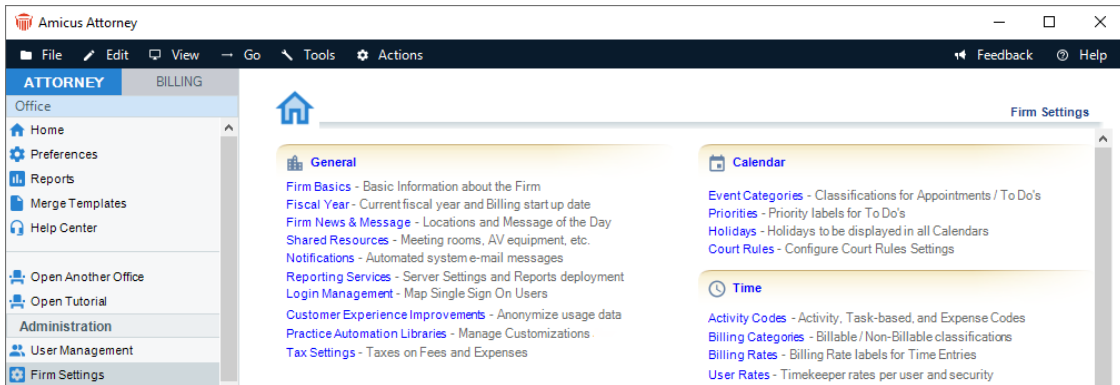 Amicus Attorney
File Edit View Go Tools Actions Feedback Help
ATTORNEY BILLING
Office
Home
Preferences
Reports
Merge Templates
Help Center
Open Another Office
Open Tutorial
Administration
User Management
Firm Settings
Firm Settings
General
Firm Basics - Basic Information about the Firm
Fiscal Year - Current fiscal year and Billing start up date
Firm News & Message - Locations and Message of the Day
Shared Resources - Meeting rooms, AV equipment, etc.
Notifications - Automated system e-mail messages
Reporting Services - Server Settings and Reports deployment
Login Management - Map Single Sign On Users
Customer Experience Improvements - Anonymize usage data
Practice Automation Libraries - Manage Customizations
Tax Settings - Taxes on Fees and Expenses
Calendar
Event Categories - Classifications for Appointments / To Do's
Priorities - Priority labels for To Do's
Holidays - Holidays to be displayed in all Calendars
Court Rules - Configure Court Rules Settings
Time
Activity Codes - Activity, Task-based, and Expense Codes
Billing Categories - Billable / Non-Billable classifications
Billing Rates - Billing Rate labels for Time Entries
User Rates - Timekeeper rates per user and security